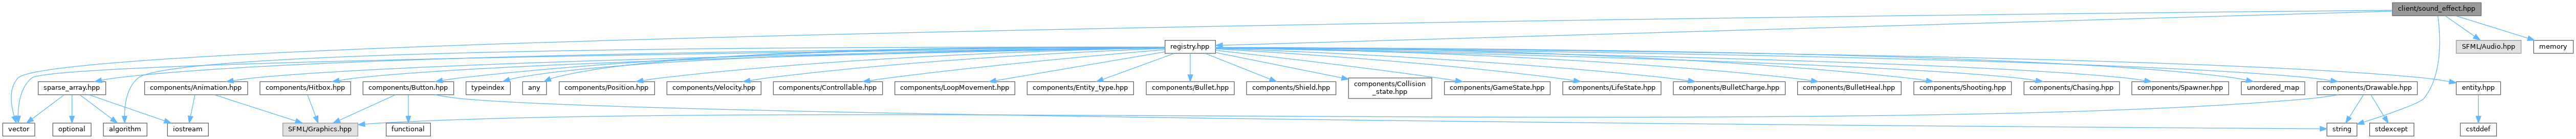 client/sound_effect.hpp
registry.hpp
SFML/Audio.hpp
memory
sparse_array.hpp
components/Animation.hpp
components/Hitbox.hpp
components/Button.hpp
typeindex
any
components/Position.hpp
components/Velocity.hpp
components/Controllable.hpp
components/LoopMovement.hpp
components/Entity_type.hpp
components/Bullet.hpp
components/Shield.hpp
components/Collision
_state.hpp
components/GameState.hpp
components/LifeState.hpp
components/BulletCharge.hpp
components/BulletHeal.hpp
components/Shooting.hpp
components/Chasing.hpp
components/Spawner.hpp
unordered_map
components/Drawable.hpp
entity.hpp
vector
optional
algorithm
iostream
SFML/Graphics.hpp
functional
string
stdexcept
cstddef